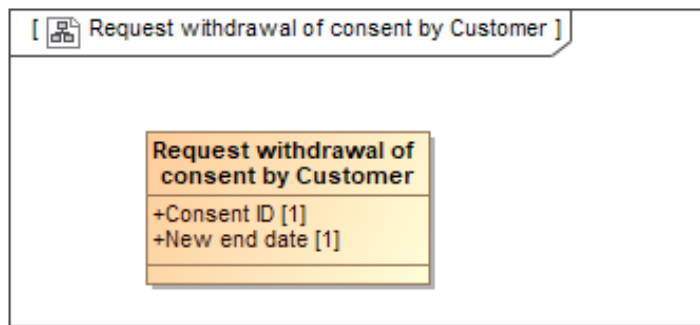 [ Request withdrawal of consent by Customer ]
Request withdrawal of
consent by Customer
+Consent ID [1]
+New end date [1]